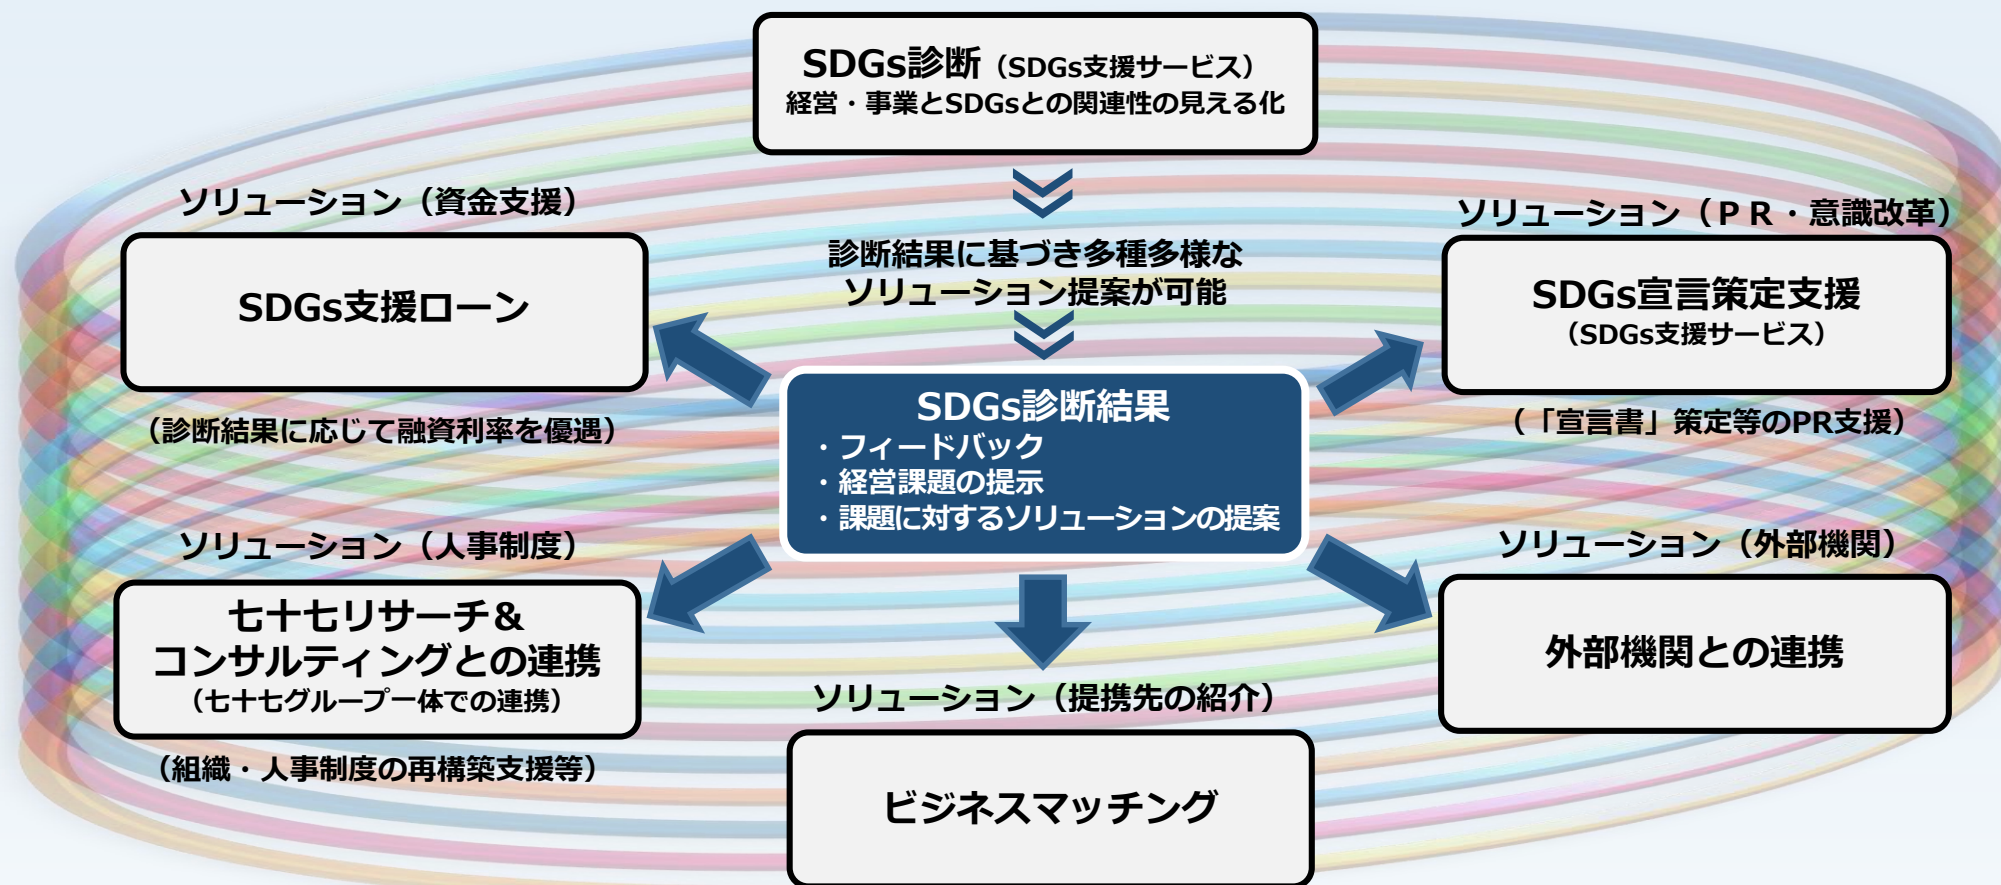 SDGs診断（SDGs支援サービス）
経営・事業とSDGsとの関連性の見える化
診断結果に基づき多種多様な
ソリューション提案が可能
ソリューション（資金支援）
SDGs支援ローン
（診断結果に応じて融資利率を優遇）
ソリューション（ＰＲ・意識改革）
SDGs宣言策定支援
（SDGs支援サービス）
（「宣言書」策定等のPR支援）
SDGs診断結果
・フィードバック
・経営課題の提示
・課題に対するソリューションの提案
ソリューション（人事制度）
七十七リサーチ＆
コンサルティングとの連携
（七十七グループ一体での連携）
（組織・人事制度の再構築支援等）
ソリューション（提携先の紹介）
ビジネスマッチング
ソリューション（外部機関）
外部機関との連携